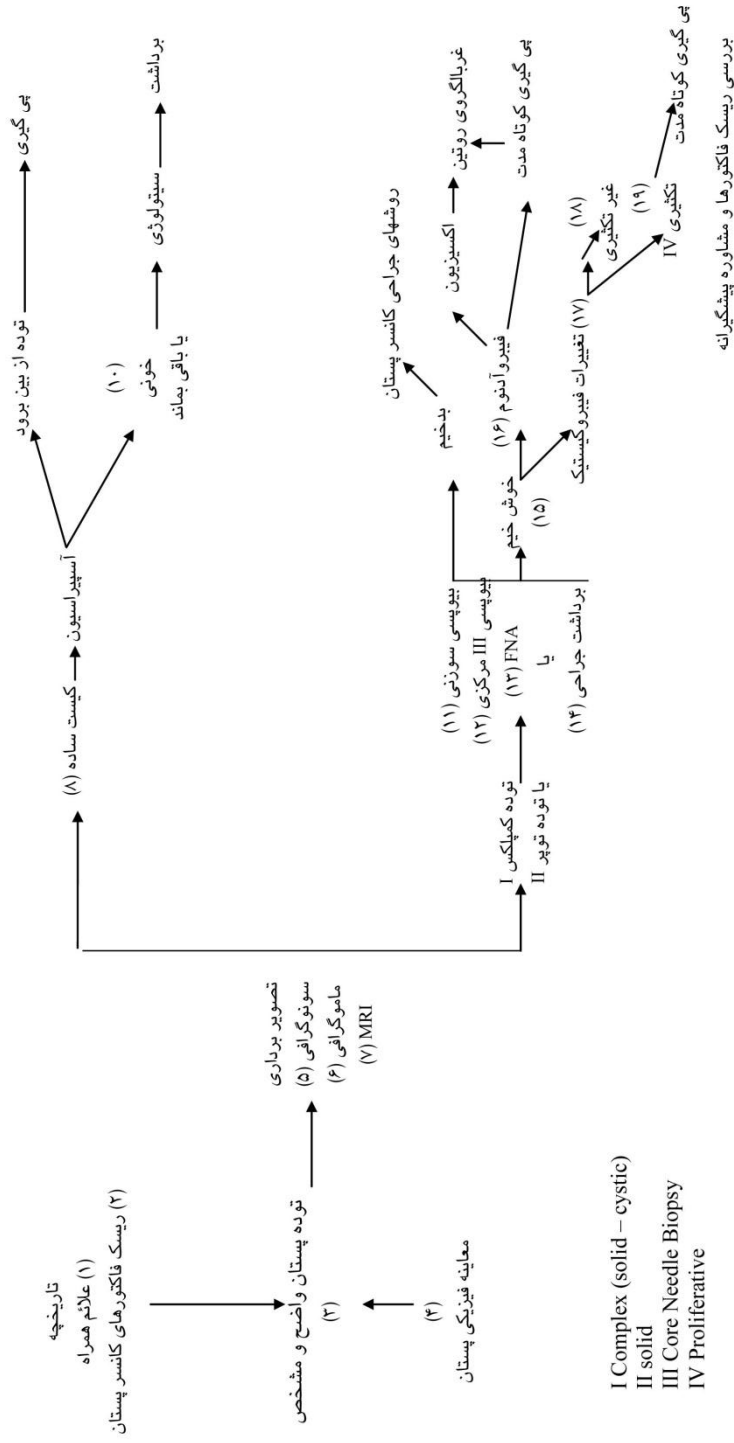 تاریخچه
(۱) علائم همراه
(۲) ریسک فاکتورهای کانسر پستان
توده پستان واضح و مشخص
(۳)
(۴)
معاینه فیزیکی پستان
تصویر برداری
(۵) سونوگرافی
(۶) ماموگرافی
(۷) MRI
(۸) کیست ساده
آسپیراسیون
توده از بین برود
پی گیری
(۱۰)
خونی
یا باقی بماند
سیتولوژی
برداشت
توده کمپلکس I
یا توده توپر II
(۱۱) بیوپسی سوزنی
(۱۲) بیوپسی III مرکزی
(۱۳) FNA
یا
(۱۴) برداشت جراحی
بدخیم
روشهای جراحی کانسر پستان
خوش خیم
(۱۵)
(۱۶) فیبروآدنوم
اکسیزیون
غربالگروی روتین
پی گیری کوتاه مدت
(۱۷) تغییرات فیبروکیستیک
(۱۸)
غیر تکثیری
(۱۹)
تکثیری IV
پی گیری کوتاه مدت
بررسی ریسک فاکتورها و مشاوره پیشگیرانه
I Complex (solid – cystic)
II solid
III Core Needle Biopsy
IV Proliferative